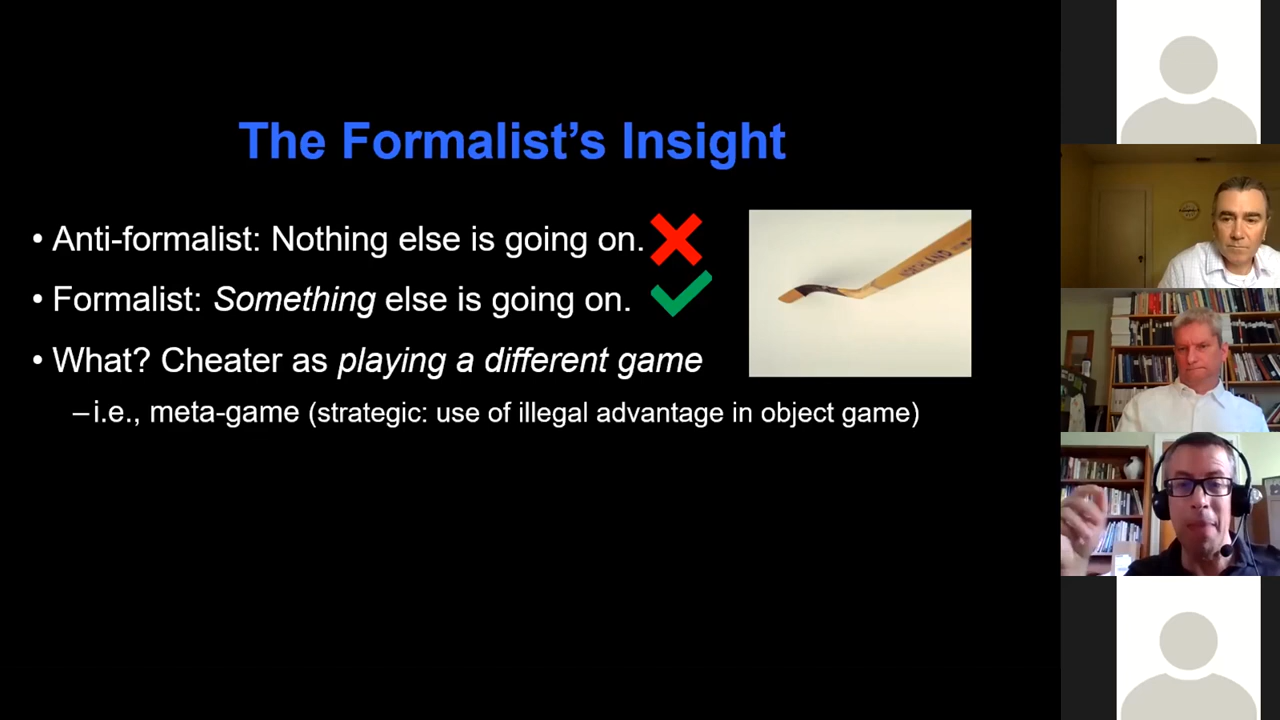 The Formalist’s Insight
• Anti-formalist: Nothing else is going on.
• Formalist: Something else is going on.
• What? Cheater as playing a different game
–i.e., meta-game (strategic: use of illegal advantage in object game)